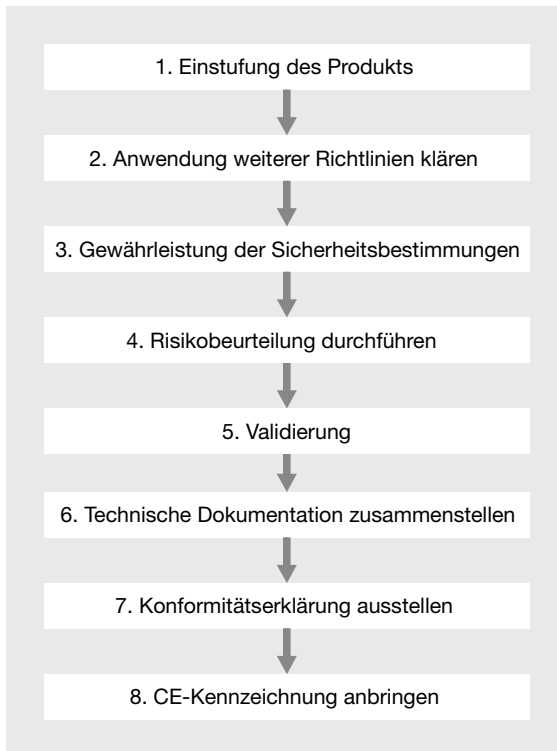 1. Einstufung des Produkts
2. Anwendung weiterer Richtlinien klären
3. Gewährleistung der Sicherheitsbestimmungen
4. Risikobeurteilung durchführen
5. Validierung
6. Technische Dokumentation zusammenstellen
7. Konformitätserklärung ausstellen
8. CE-Kennzeichnung anbringen